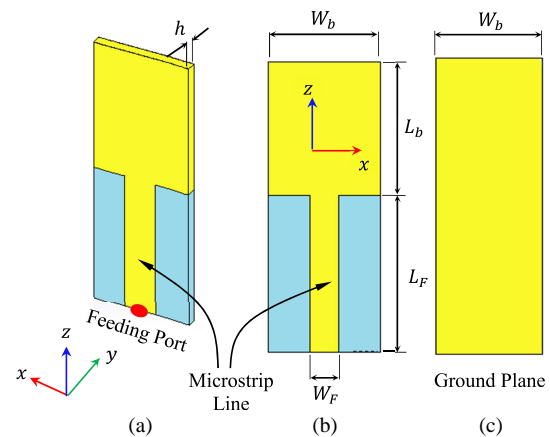 h
W_b
W_b
z
x
L_b
L_F
Feeding Port
z
y
x
Microstrip
Line
W_F
Ground Plane
(a)
(b)
(c)